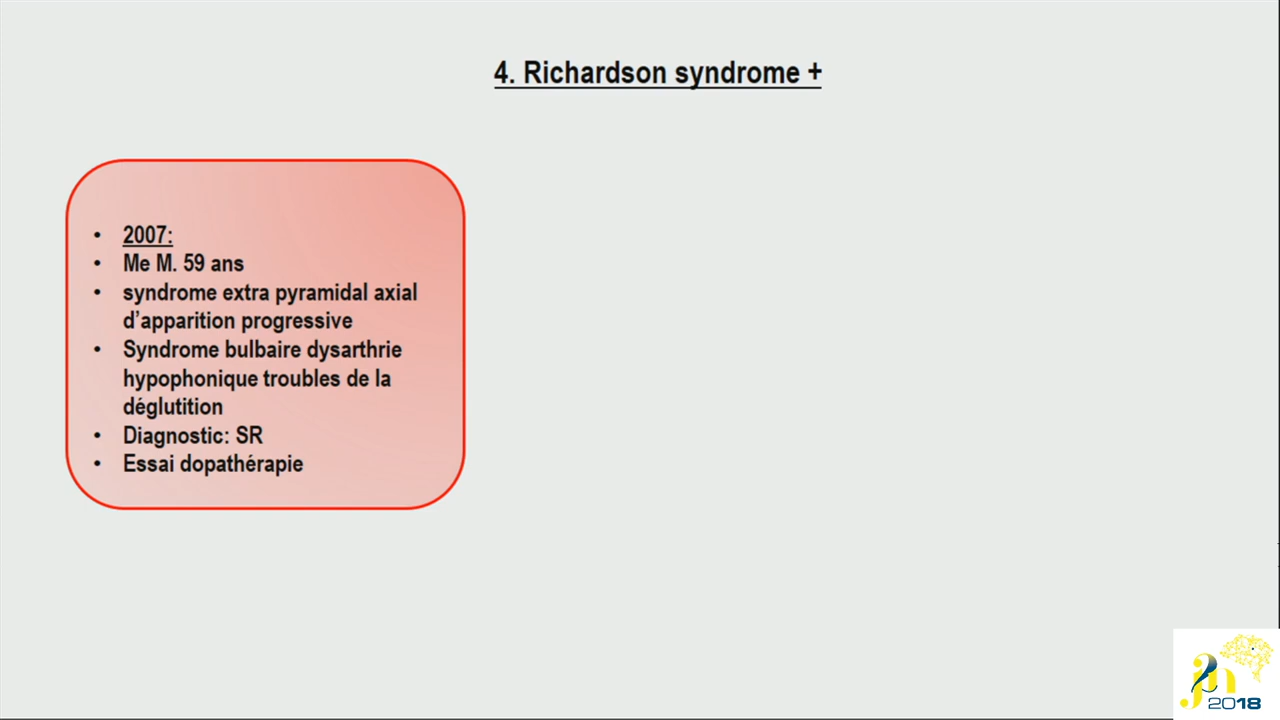 4. Richardson syndrome +
• 2007:
• Me M. 59 ans
• syndrome extra pyramidal axial
d’apparition progressive
• Syndrome bulbaire dysarthrie
hypophonique troubles de la
déglutition
• Diagnostic: SR
• Essai dopathérapie
2018